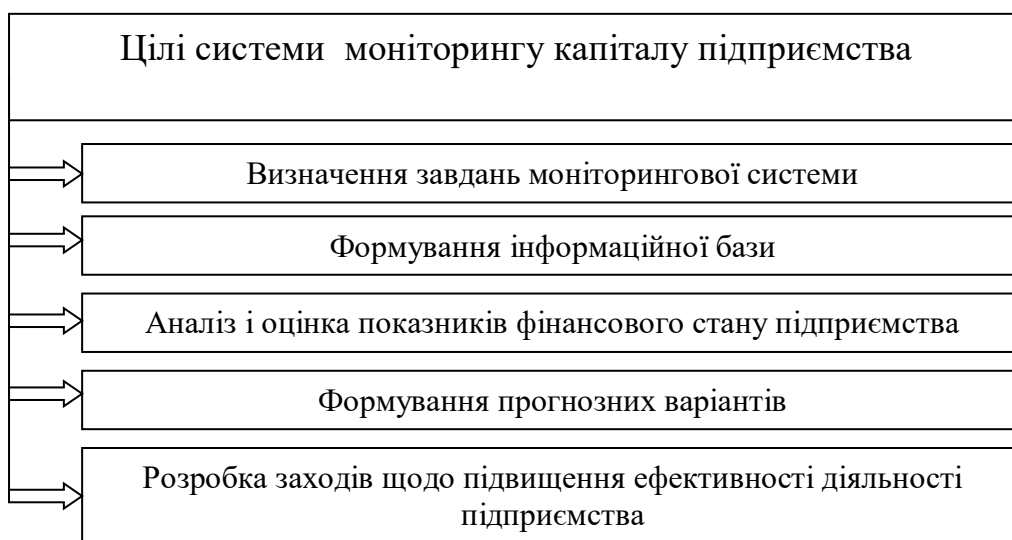 Цілі системи моніторингу капіталу підприємства
Визначення завдань моніторингової системи
Формування інформаційної бази
Аналіз і оцінка показників фінансового стану підприємства
Формування прогнозних варіантів
Розробка заходів щодо підвищення ефективності діяльності
підприємства